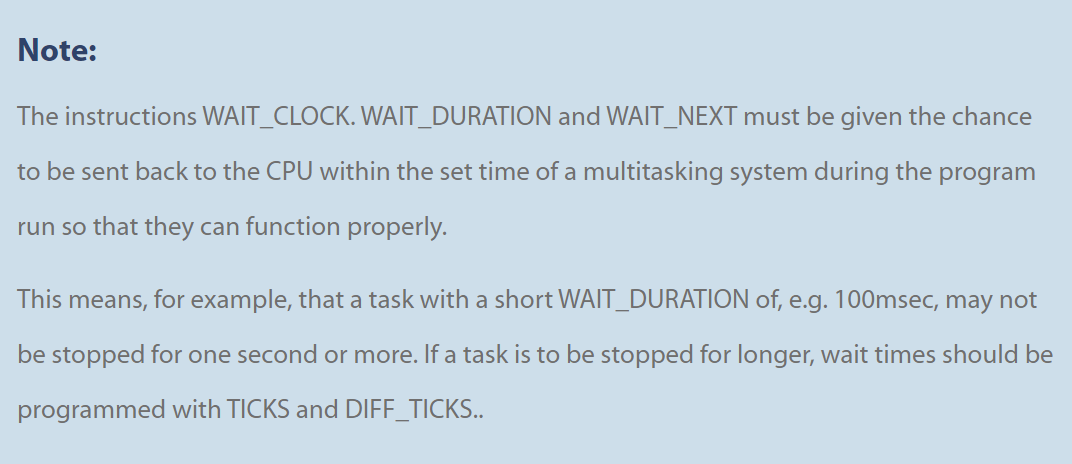 Note:
The instructions WAIT_CLOCK. WAIT_DURATION and WAIT_NEXT must be given the chance
to be sent back to the CPU within the set time of a multitasking system during the program
run so that they can function properly.
This means, for example, that a task with a short WAIT_DURATION of, e.g. 100msec, may not
be stopped for one second or more. If a task is to be stopped for longer, wait times should be
programmed with TICKS and DIFF_TICKS..